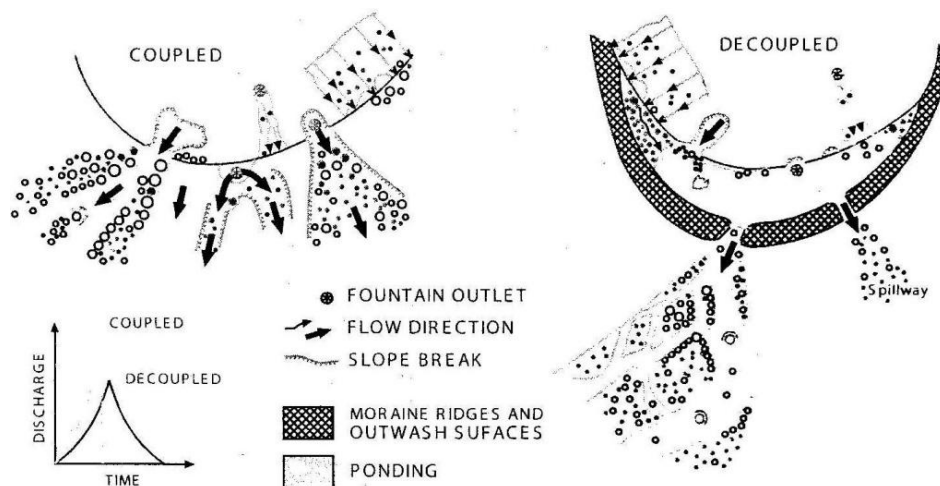 COUPLED
DECOUPLED
Spillway
FOUNTAIN OUTLET
FLOW DIRECTION
SLOPE BREAK
MORAINE RIDGES AND
OUTWASH SUFACES
PONDING
COUPLED
DECOUPLED
DISCHARGE
TIME